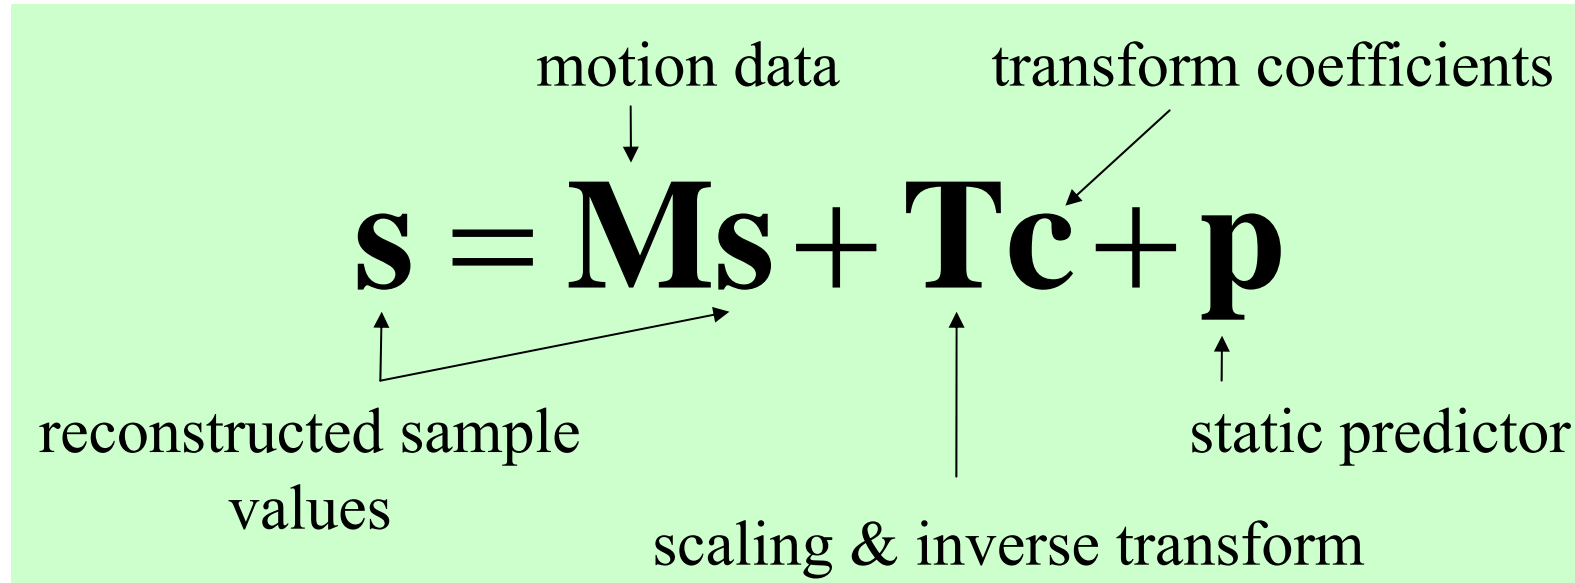 motion data transform coefficients
s = Ms + Tc + p
reconstructed sample static predictor
values
scaling & inverse transform